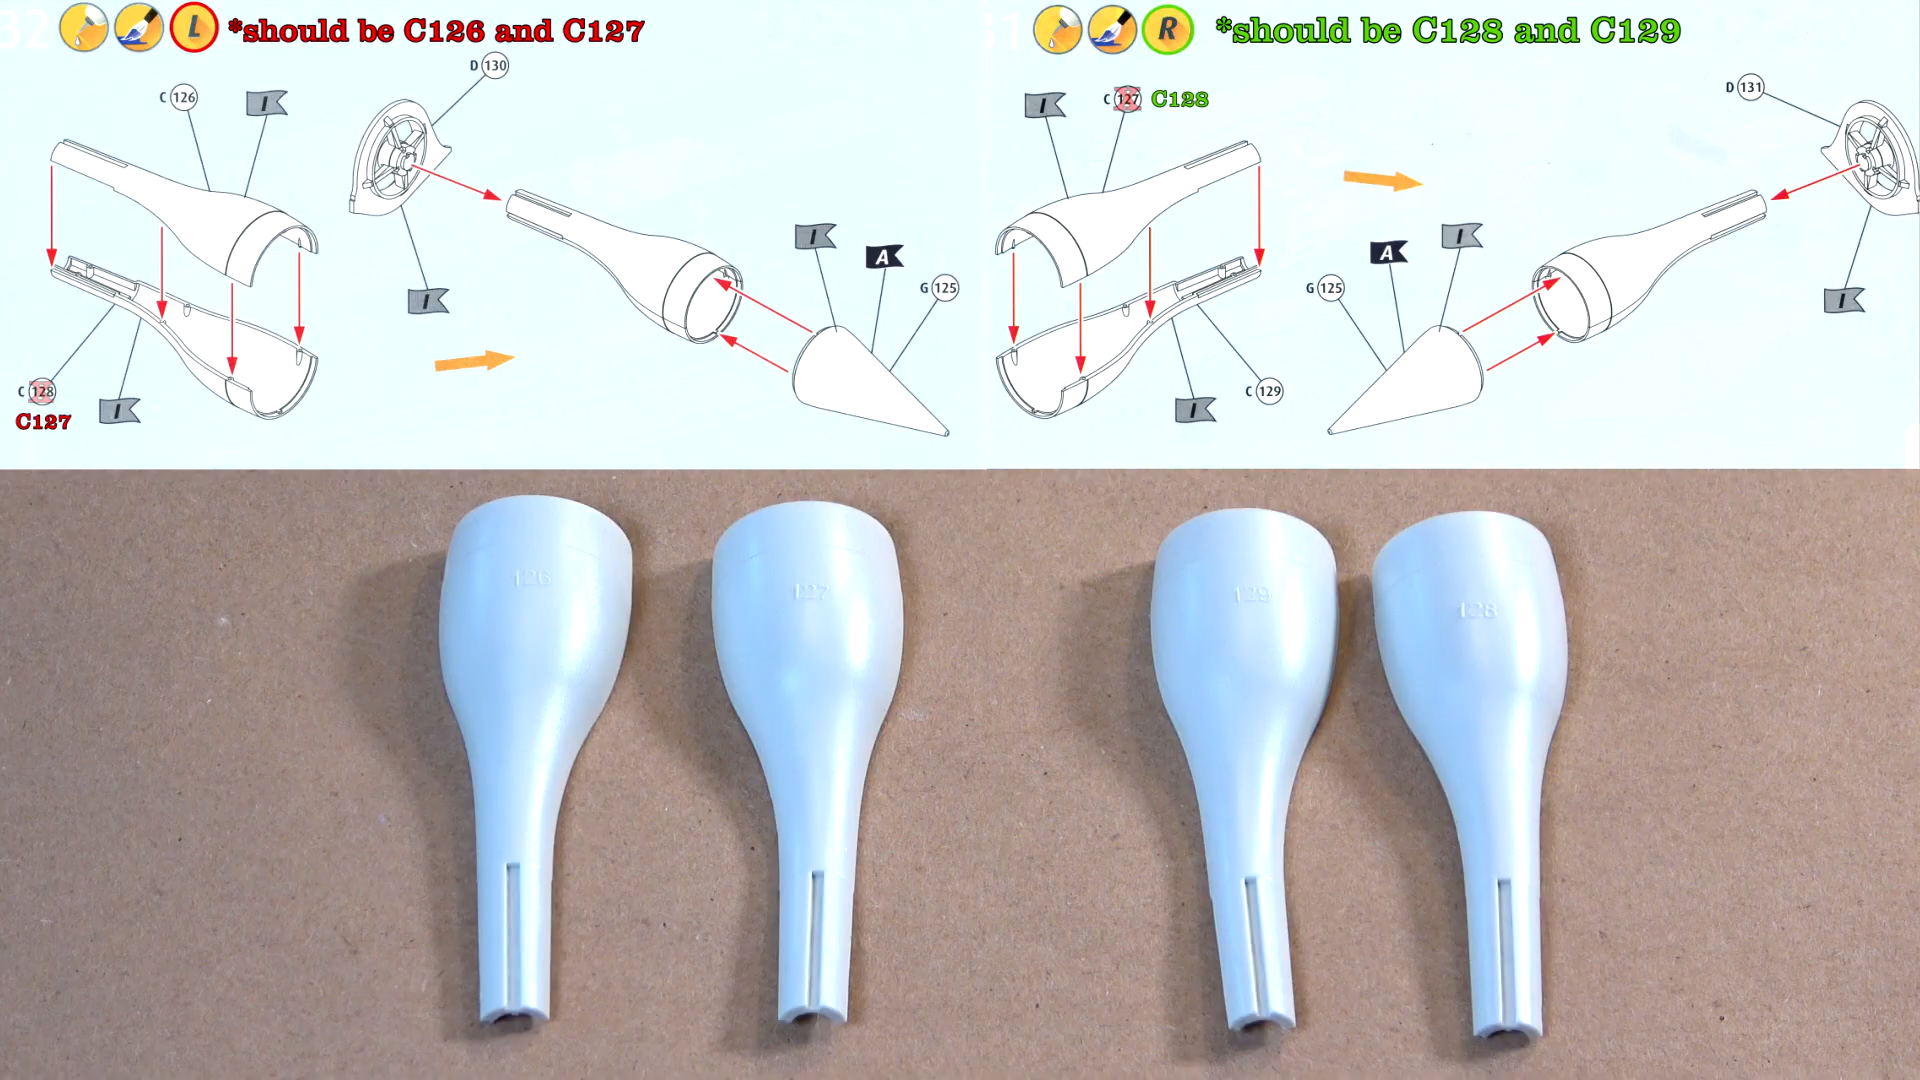 32
L
*should be C126 and C127
D 130
C 126
I
I
I
A
G 125
C 128
C127
I
31
R
*should be C128 and C129
D 131
I
C 127 C128
I
A
G 125
I
C 129
I
126
127
129
128